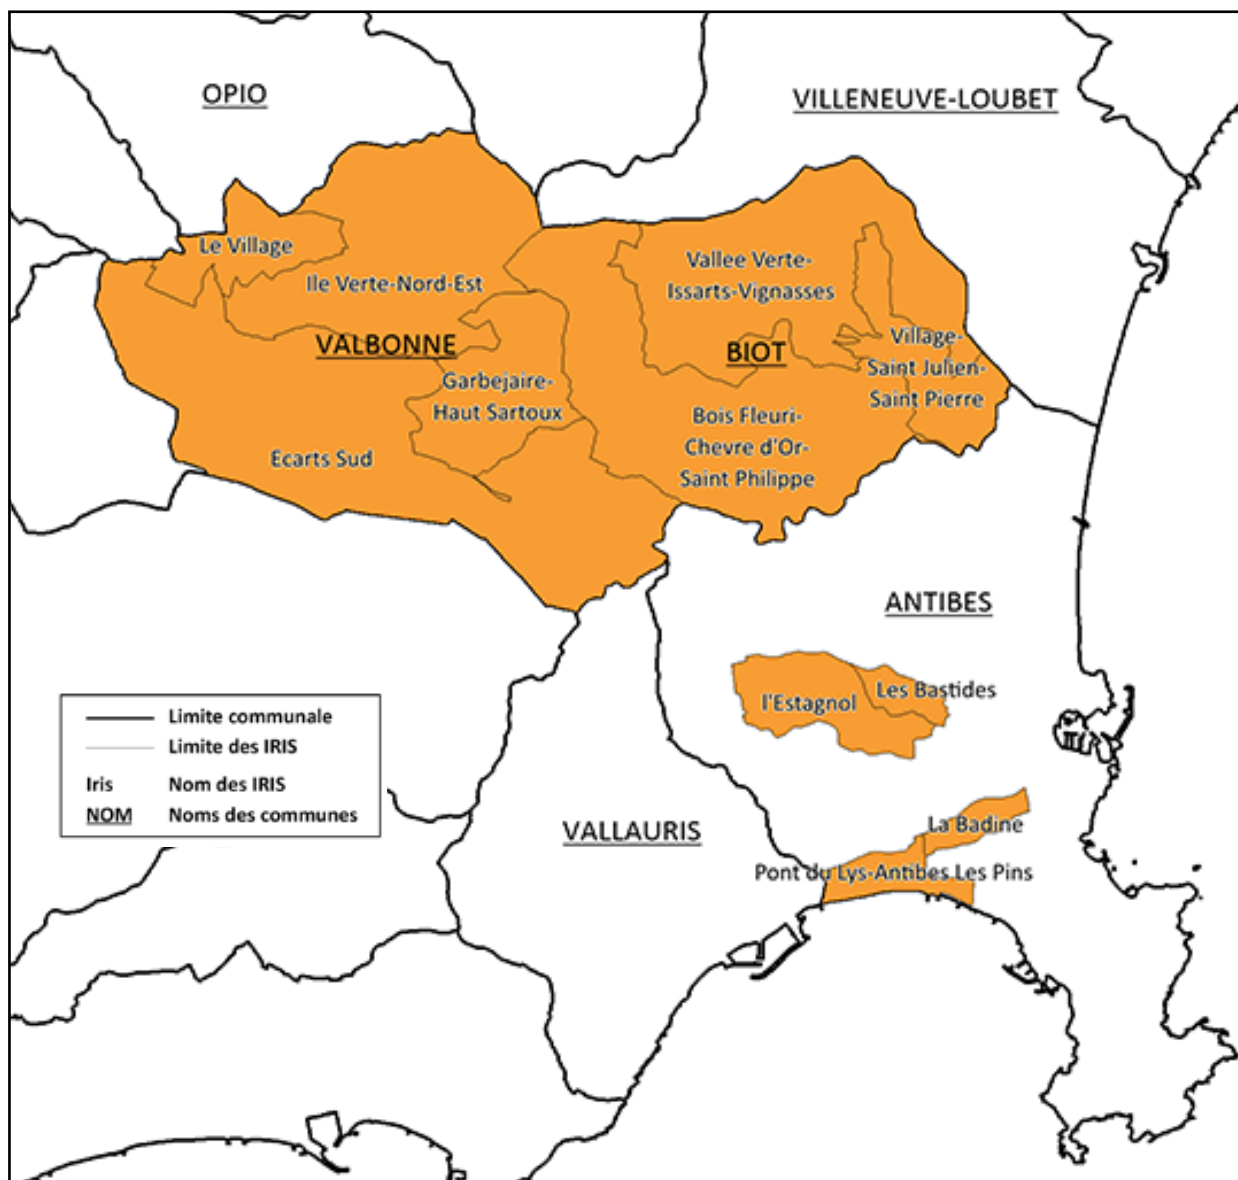 OPIO
VILLENEUVE-LOUBET
Le Village
Ile Verte-Nord-Est
Vallee Verte-
Issarts-Vignasses
VALBONNE
BIOT
Village-
Saint Julien-
Saint Pierre
Garbejaire-
Haut Sartoux
Bois Fleuri-
Chevre d'Or-
Saint Philippe
Ecarts Sud
ANTIBES
l'Estagnol
Les Bastides
Limite communale
Limite des IRIS
Iris Nom des IRIS
NOM Noms des communes
VALLAURIS
La Badine
Pont du Lys-Antibes Les Pins